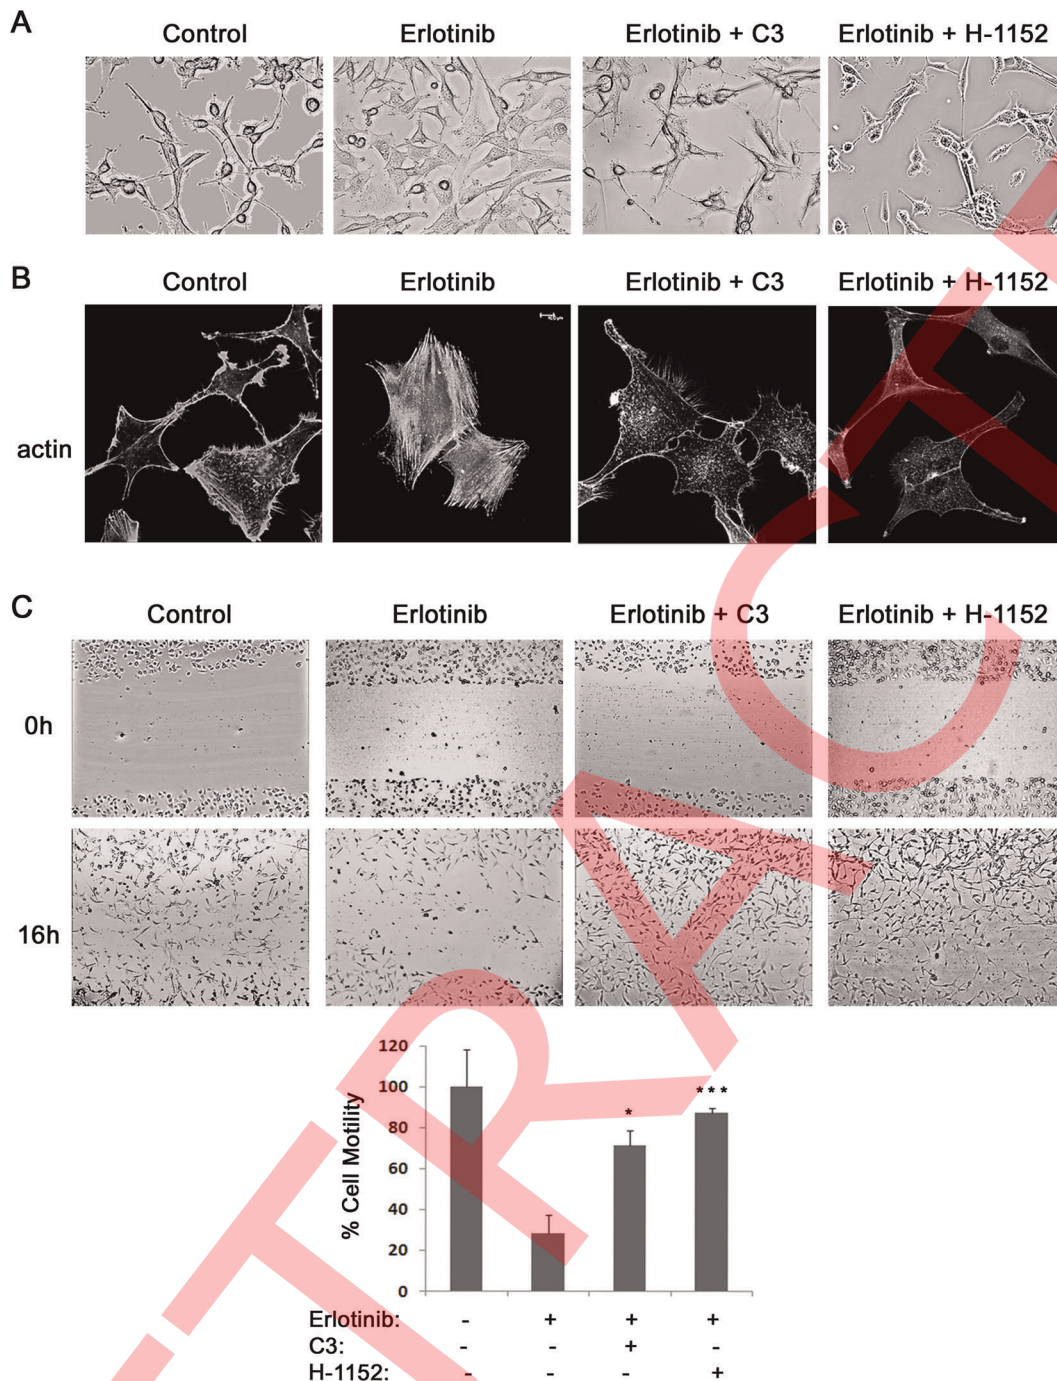 A
Control Erlotinib Erlotinib + C3 Erlotinib + H-1152
B
Control Erlotinib Erlotinib + C3 Erlotinib + H-1152
actin
C
Control Erlotinib Erlotinib + C3 Erlotinib + H-1152
0h
16h
% Cell Motility
120
100
80
60
40
20
0
*
***
Erlotinib: - + + +
C3: - - + -
H-1152: - - - +
TRACT